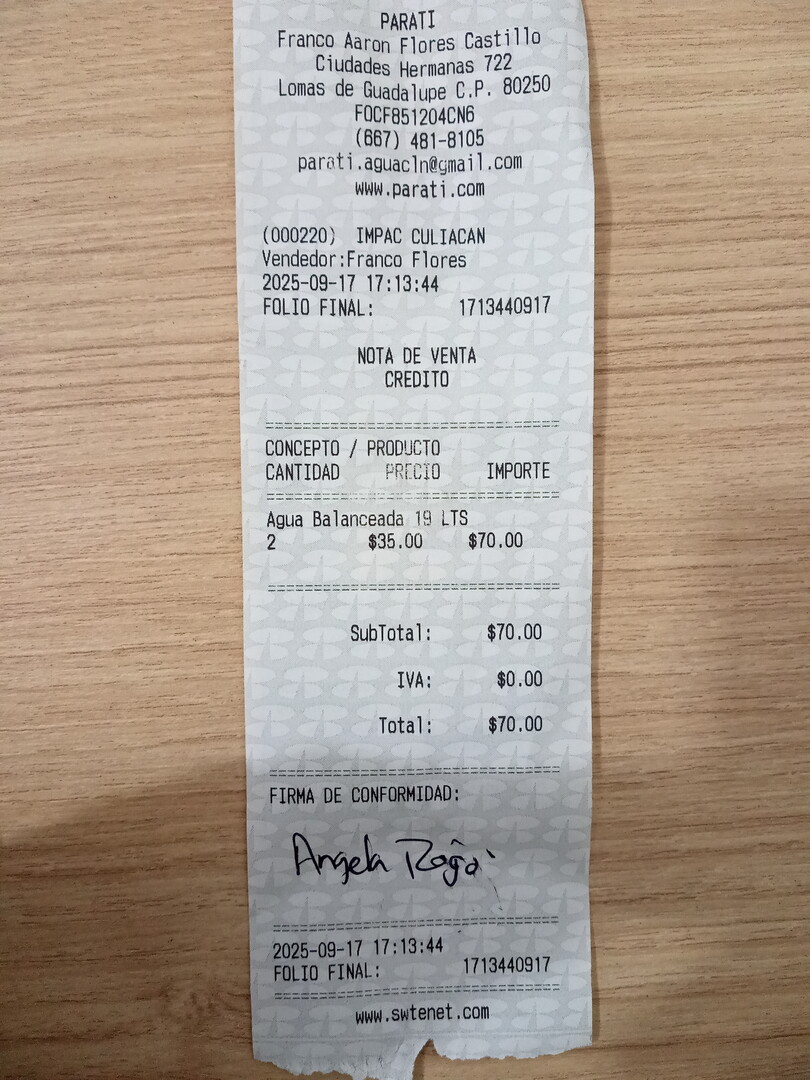 PARATI
Franco Aaron Flores Castillo
Ciudades Hermanas 722
Lomas de Guadalupe C.P. 80250
FOCF851204CN6
(667) 481-8105
parati.aguacln@gmail.com
www.parati.com
(000220) IMPAC CULIACAN
Vendedor:Franco Flores
2025-09-17 17:13:44
FOLIO FINAL: 1713440917
NOTA DE VENTA
CREDITO
================================
CONCEPTO / PRODUCTO
CANTIDAD PRECIO IMPORTE
================================
Agua Balanceada 19 LTS
2 $35.00 $70.00
================================
SubTotal: $70.00
IVA: $0.00
Total: $70.00
================================
FIRMA DE CONFORMIDAD:
Angela
================================
2025-09-17 17:13:44
FOLIO FINAL: 1713440917
================================
www.swtenet.com